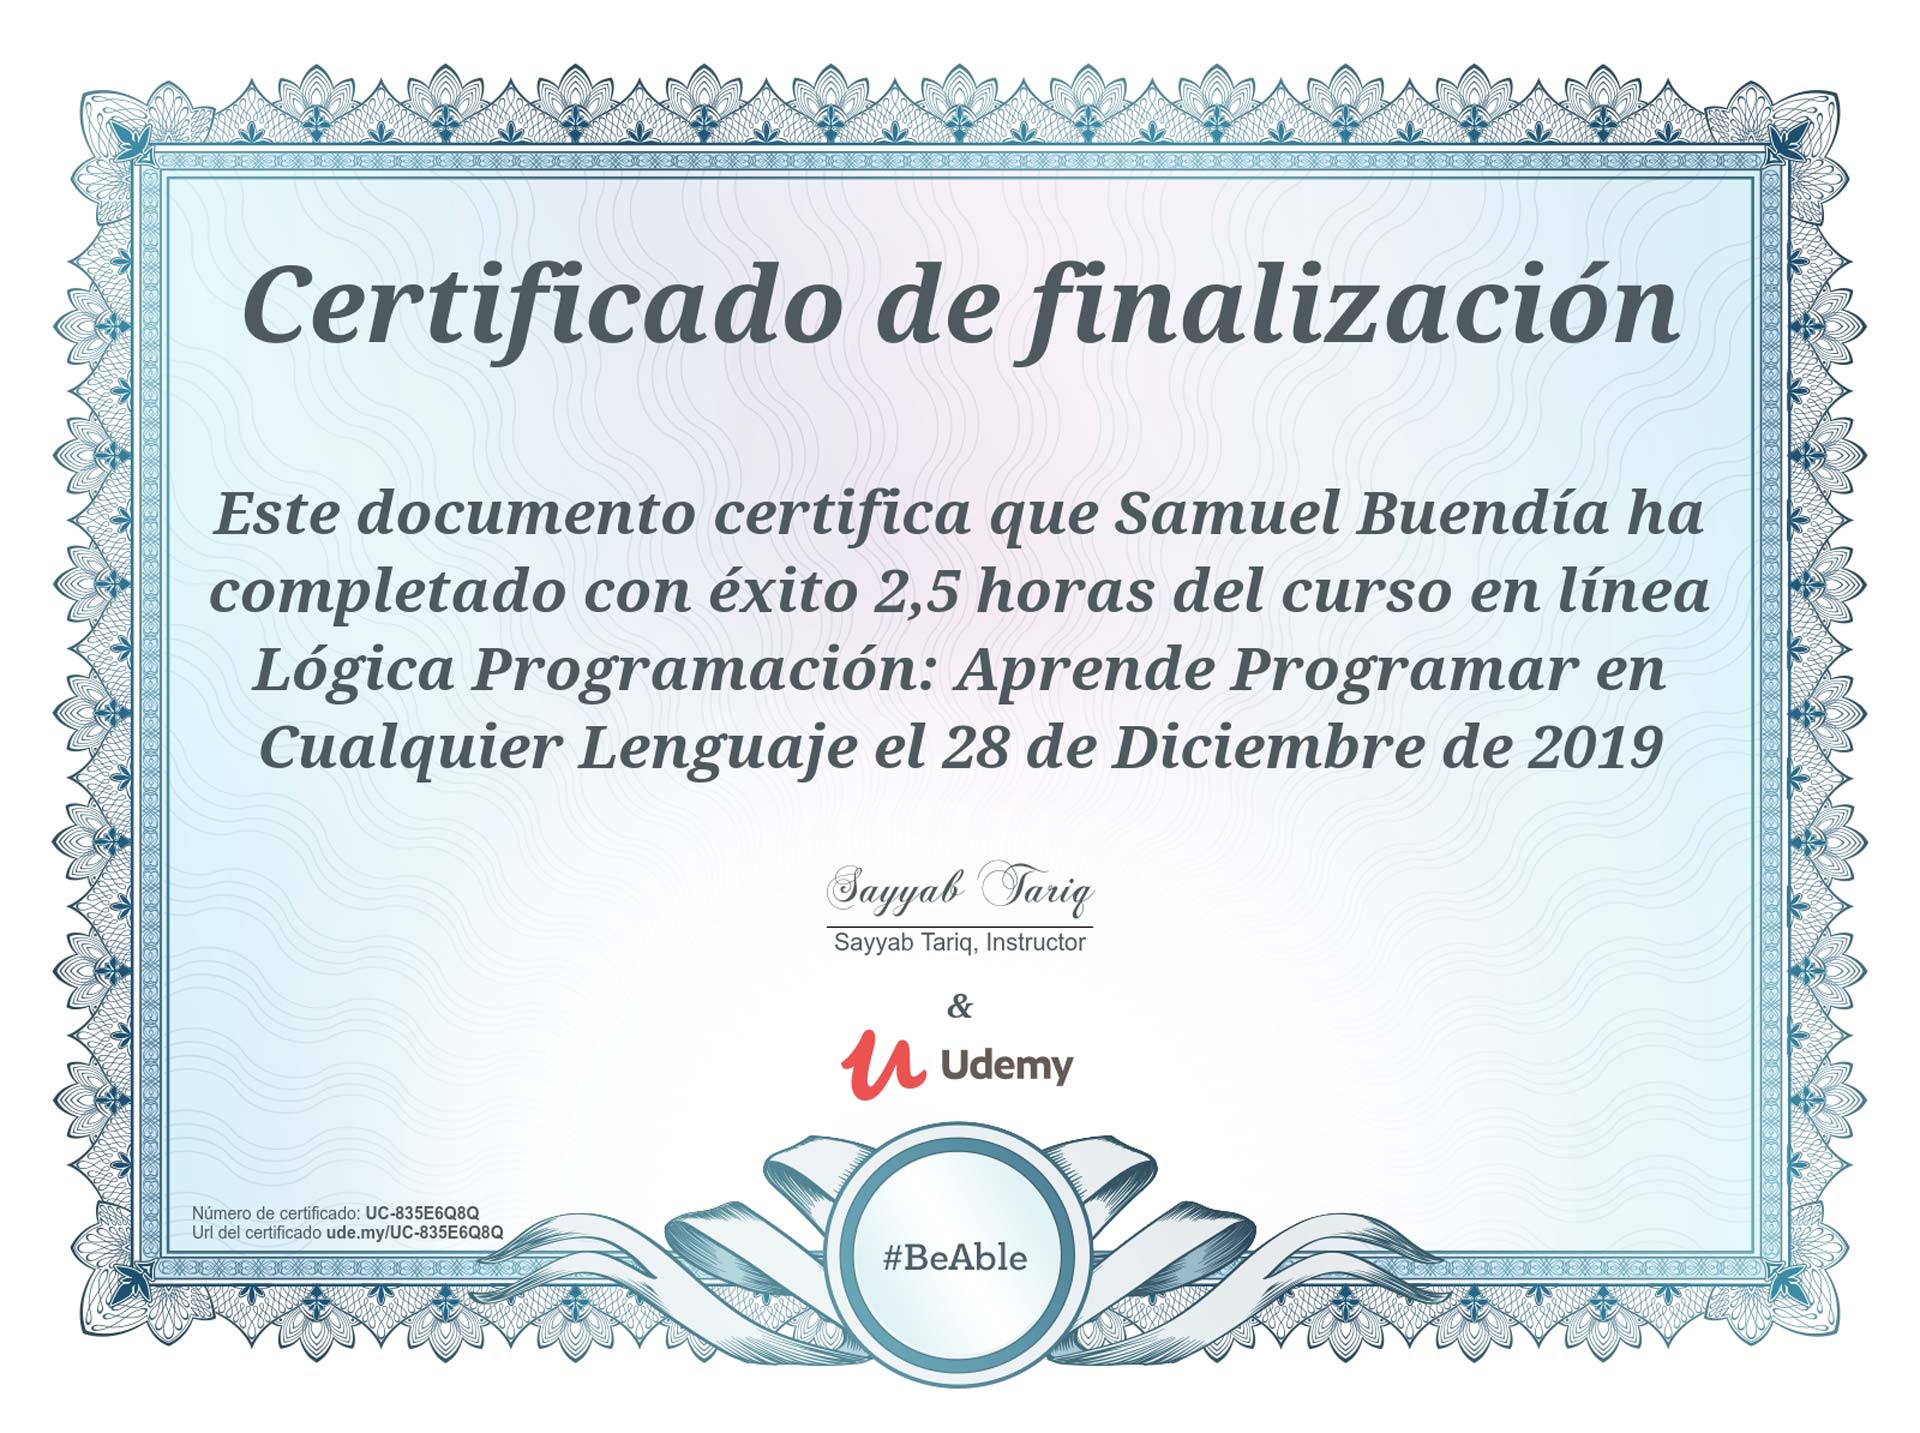 Certificado de finalización
Este documento certifica que Samuel Buendía ha
completado con éxito 2,5 horas del curso en línea
Lógica Programación: Aprende Programar en
Cualquier Lenguaje el 28 de Diciembre de 2019
Sayyab Tariq
Sayyab Tariq, Instructor
&
Udemy
Número de certificado: UC-835E6Q8Q
Url del certificado ude.my/UC-835E6Q8Q
#BeAble